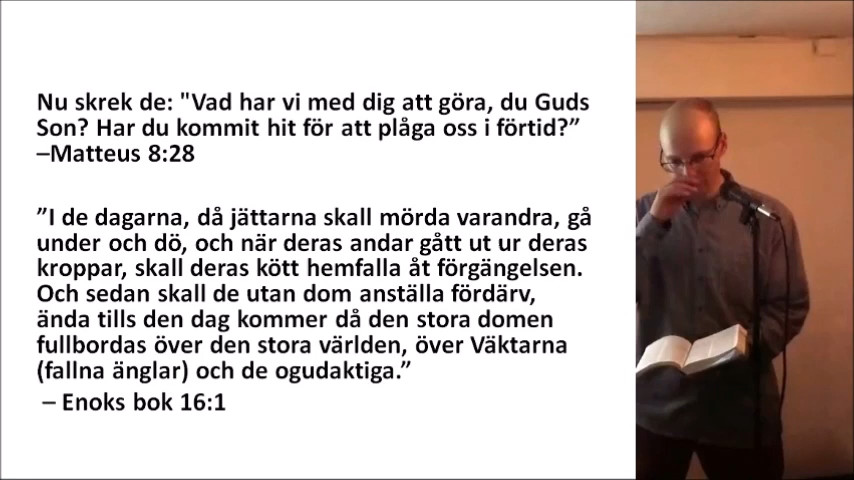 Nu skrek de: "Vad har vi med dig att göra, du Guds
Son? Har du kommit hit för att plåga oss i förtid?”
–Matteus 8:28
”I de dagarna, då jättarna skall mörda varandra, gå
under och dö, och när deras andar gått ut ur deras
kroppar, skall deras kött hemfalla åt förgängelsen.
Och sedan skall de utan dom anställa fördärv,
ända tills den dag kommer då den stora domen
fullbordas över den stora världen, över Väktarna
(fallna änglar) och de ogudaktiga.”
– Enoks bok 16:1